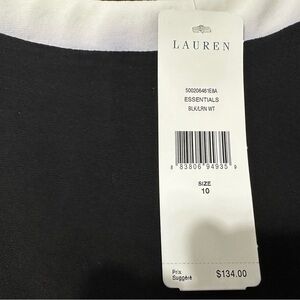 LAUREN
500206461E8A
ESSENTIALS
BLK/LRN WT
8 83806 94935 9
SIZE
10
Prix
Suggéré $134.00